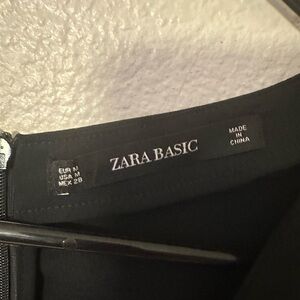 EUR M
USA M
MEX 28
ZARA BASIC
MADE
IN
CHINA